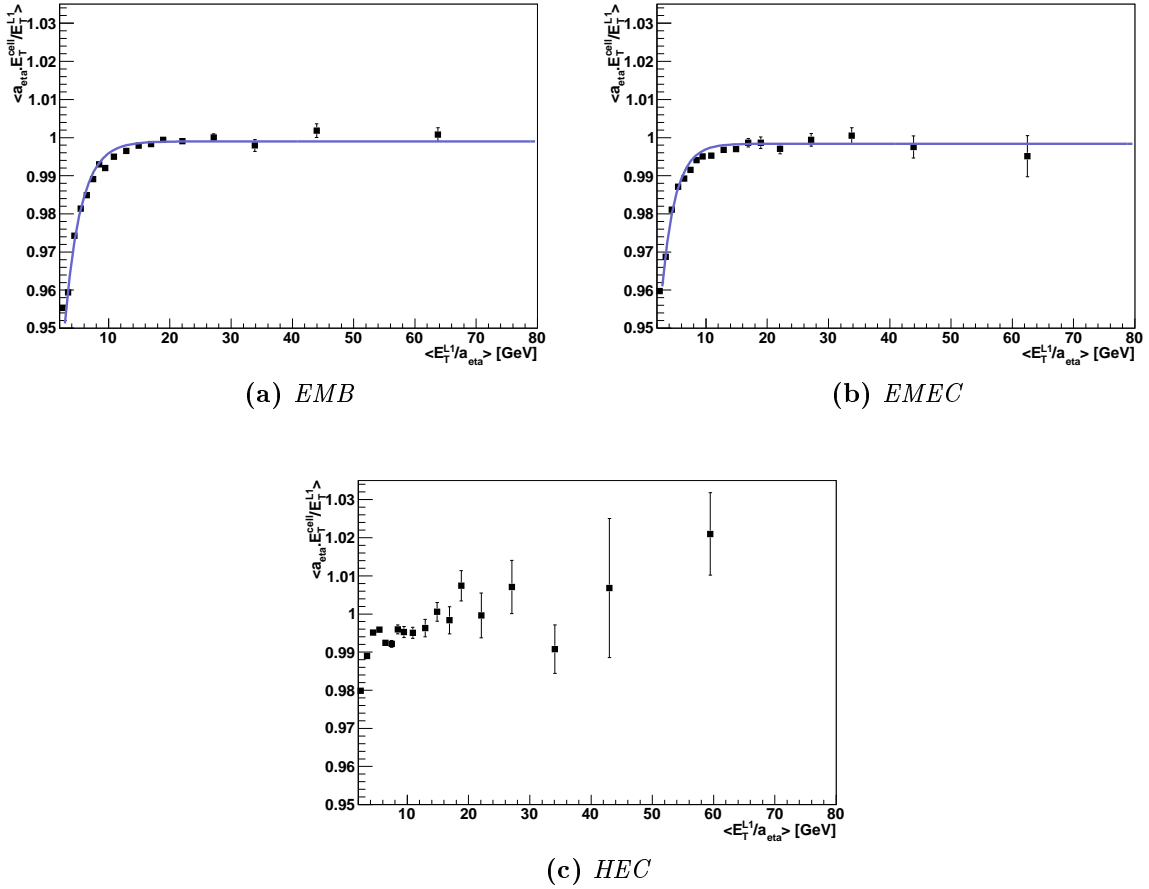 <a_eta.E_T^cell/E_T^L1>
1.03
1.02
1.01
1
0.99
0.98
0.97
0.96
0.95
10 20 30 40 50 60 70 80
<E_T^L1/a_eta> [GeV]
(a) EMB
<a_eta.E_T^cell/E_T^L1>
1.03
1.02
1.01
1
0.99
0.98
0.97
0.96
0.95
10 20 30 40 50 60 70 80
<E_T^L1/a_eta> [GeV]
(b) EMEC
<a_eta.E_T^cell/E_T^L1>
1.03
1.02
1.01
1
0.99
0.98
0.97
0.96
0.95
10 20 30 40 50 60 70 80
<E_T^L1/a_eta> [GeV]
(c) HEC